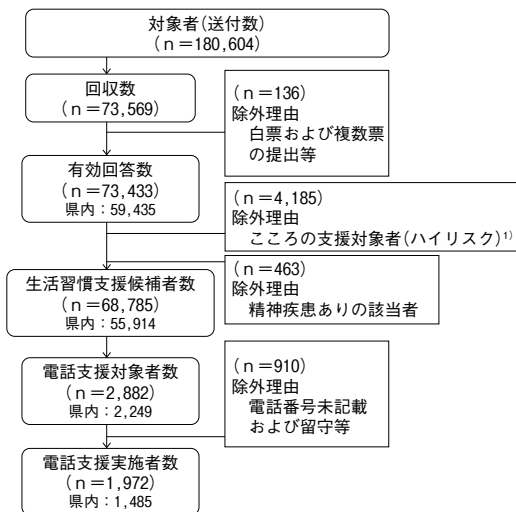 対象者(送付数)
(n=180,604)
回収数
(n=73,569)
(n=136)
除外理由
白票および複数票
の提出等
有効回答数
(n=73,433)
県内:59,435
(n=4,185)
除外理由
こころの支援対象者(ハイリスク)1)
(n=463)
除外理由
精神疾患ありの該当者
生活習慣支援候補者数
(n=68,785)
県内:55,914
電話支援対象者数
(n=2,882)
県内:2,249
(n=910)
除外理由
電話番号未記載
および留守等
電話支援実施者数
(n=1,972)
県内:1,485